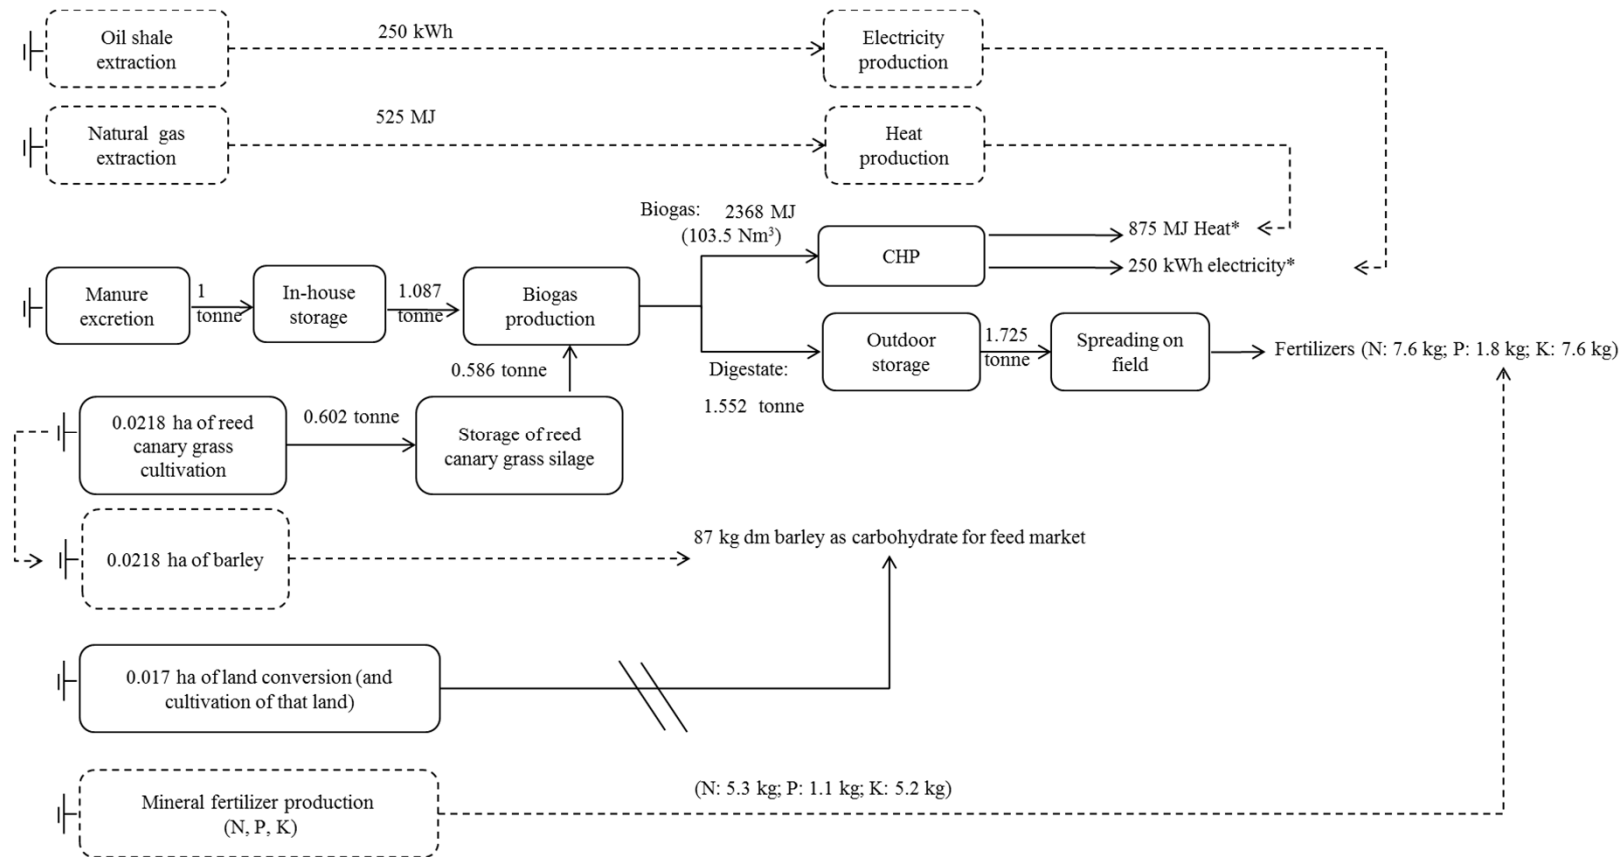 Oil shale
extraction
250 kWh
Electricity
production
Natural gas
extraction
525 MJ
Heat
production
Biogas: 2368 MJ
(103.5 Nm³)
CHP
875 MJ Heat*
250 kWh electricity*
Manure
excretion
1
tonne
In-house
storage
1.087
tonne
Biogas
production
0.586 tonne
Digestate:
1.552 tonne
Outdoor
storage
1.725
tonne
Spreading on
field
Fertilizers (N: 7.6 kg; P: 1.8 kg; K: 7.6 kg)
0.0218 ha of reed
canary grass
cultivation
0.602 tonne
Storage of reed
canary grass silage
0.0218 ha of barley
87 kg dm barley as carbohydrate for feed market
0.017 ha of land conversion (and
cultivation of that land)
Mineral fertilizer production
(N, P, K)
(N: 5.3 kg; P: 1.1 kg; K: 5.2 kg)